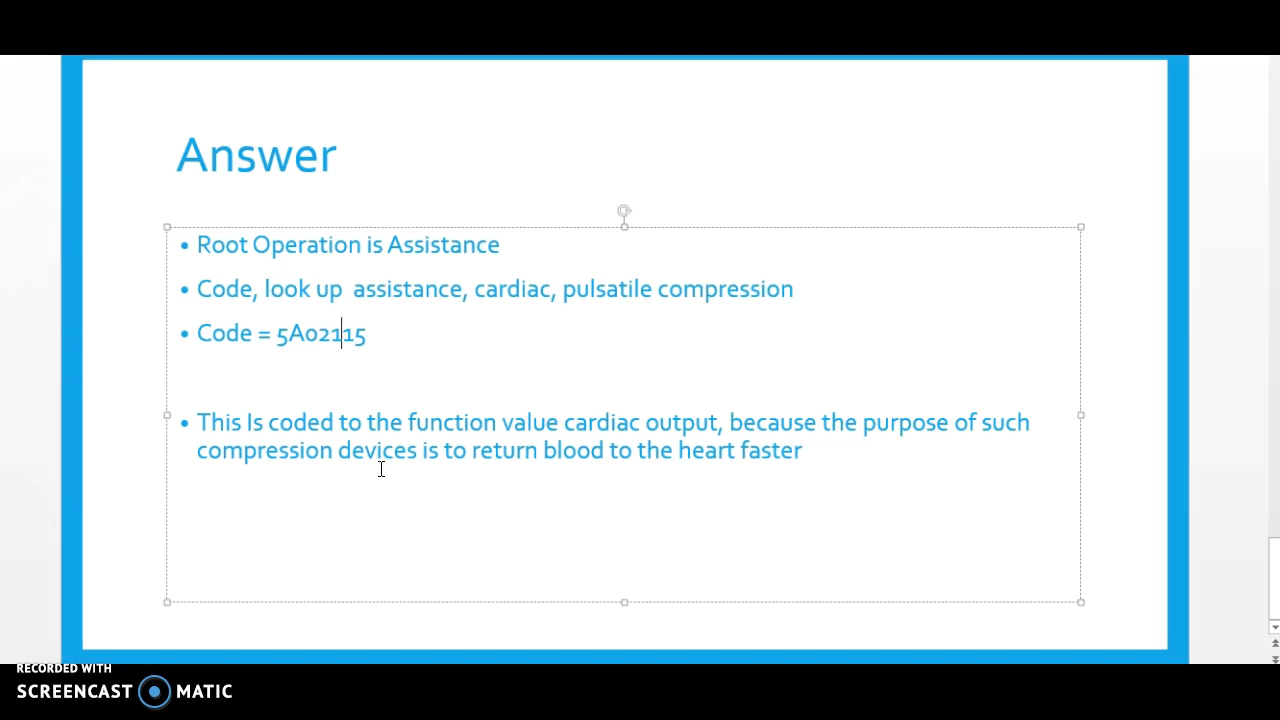 Answer
• Root Operation is Assistance
• Code, look up  assistance, cardiac, pulsatile compression
• Code = 5A02115
• This Is coded to the function value cardiac output, because the purpose of such
compression devices is to return blood to the heart faster
RECORDED WITH
SCREENCAST MATIC